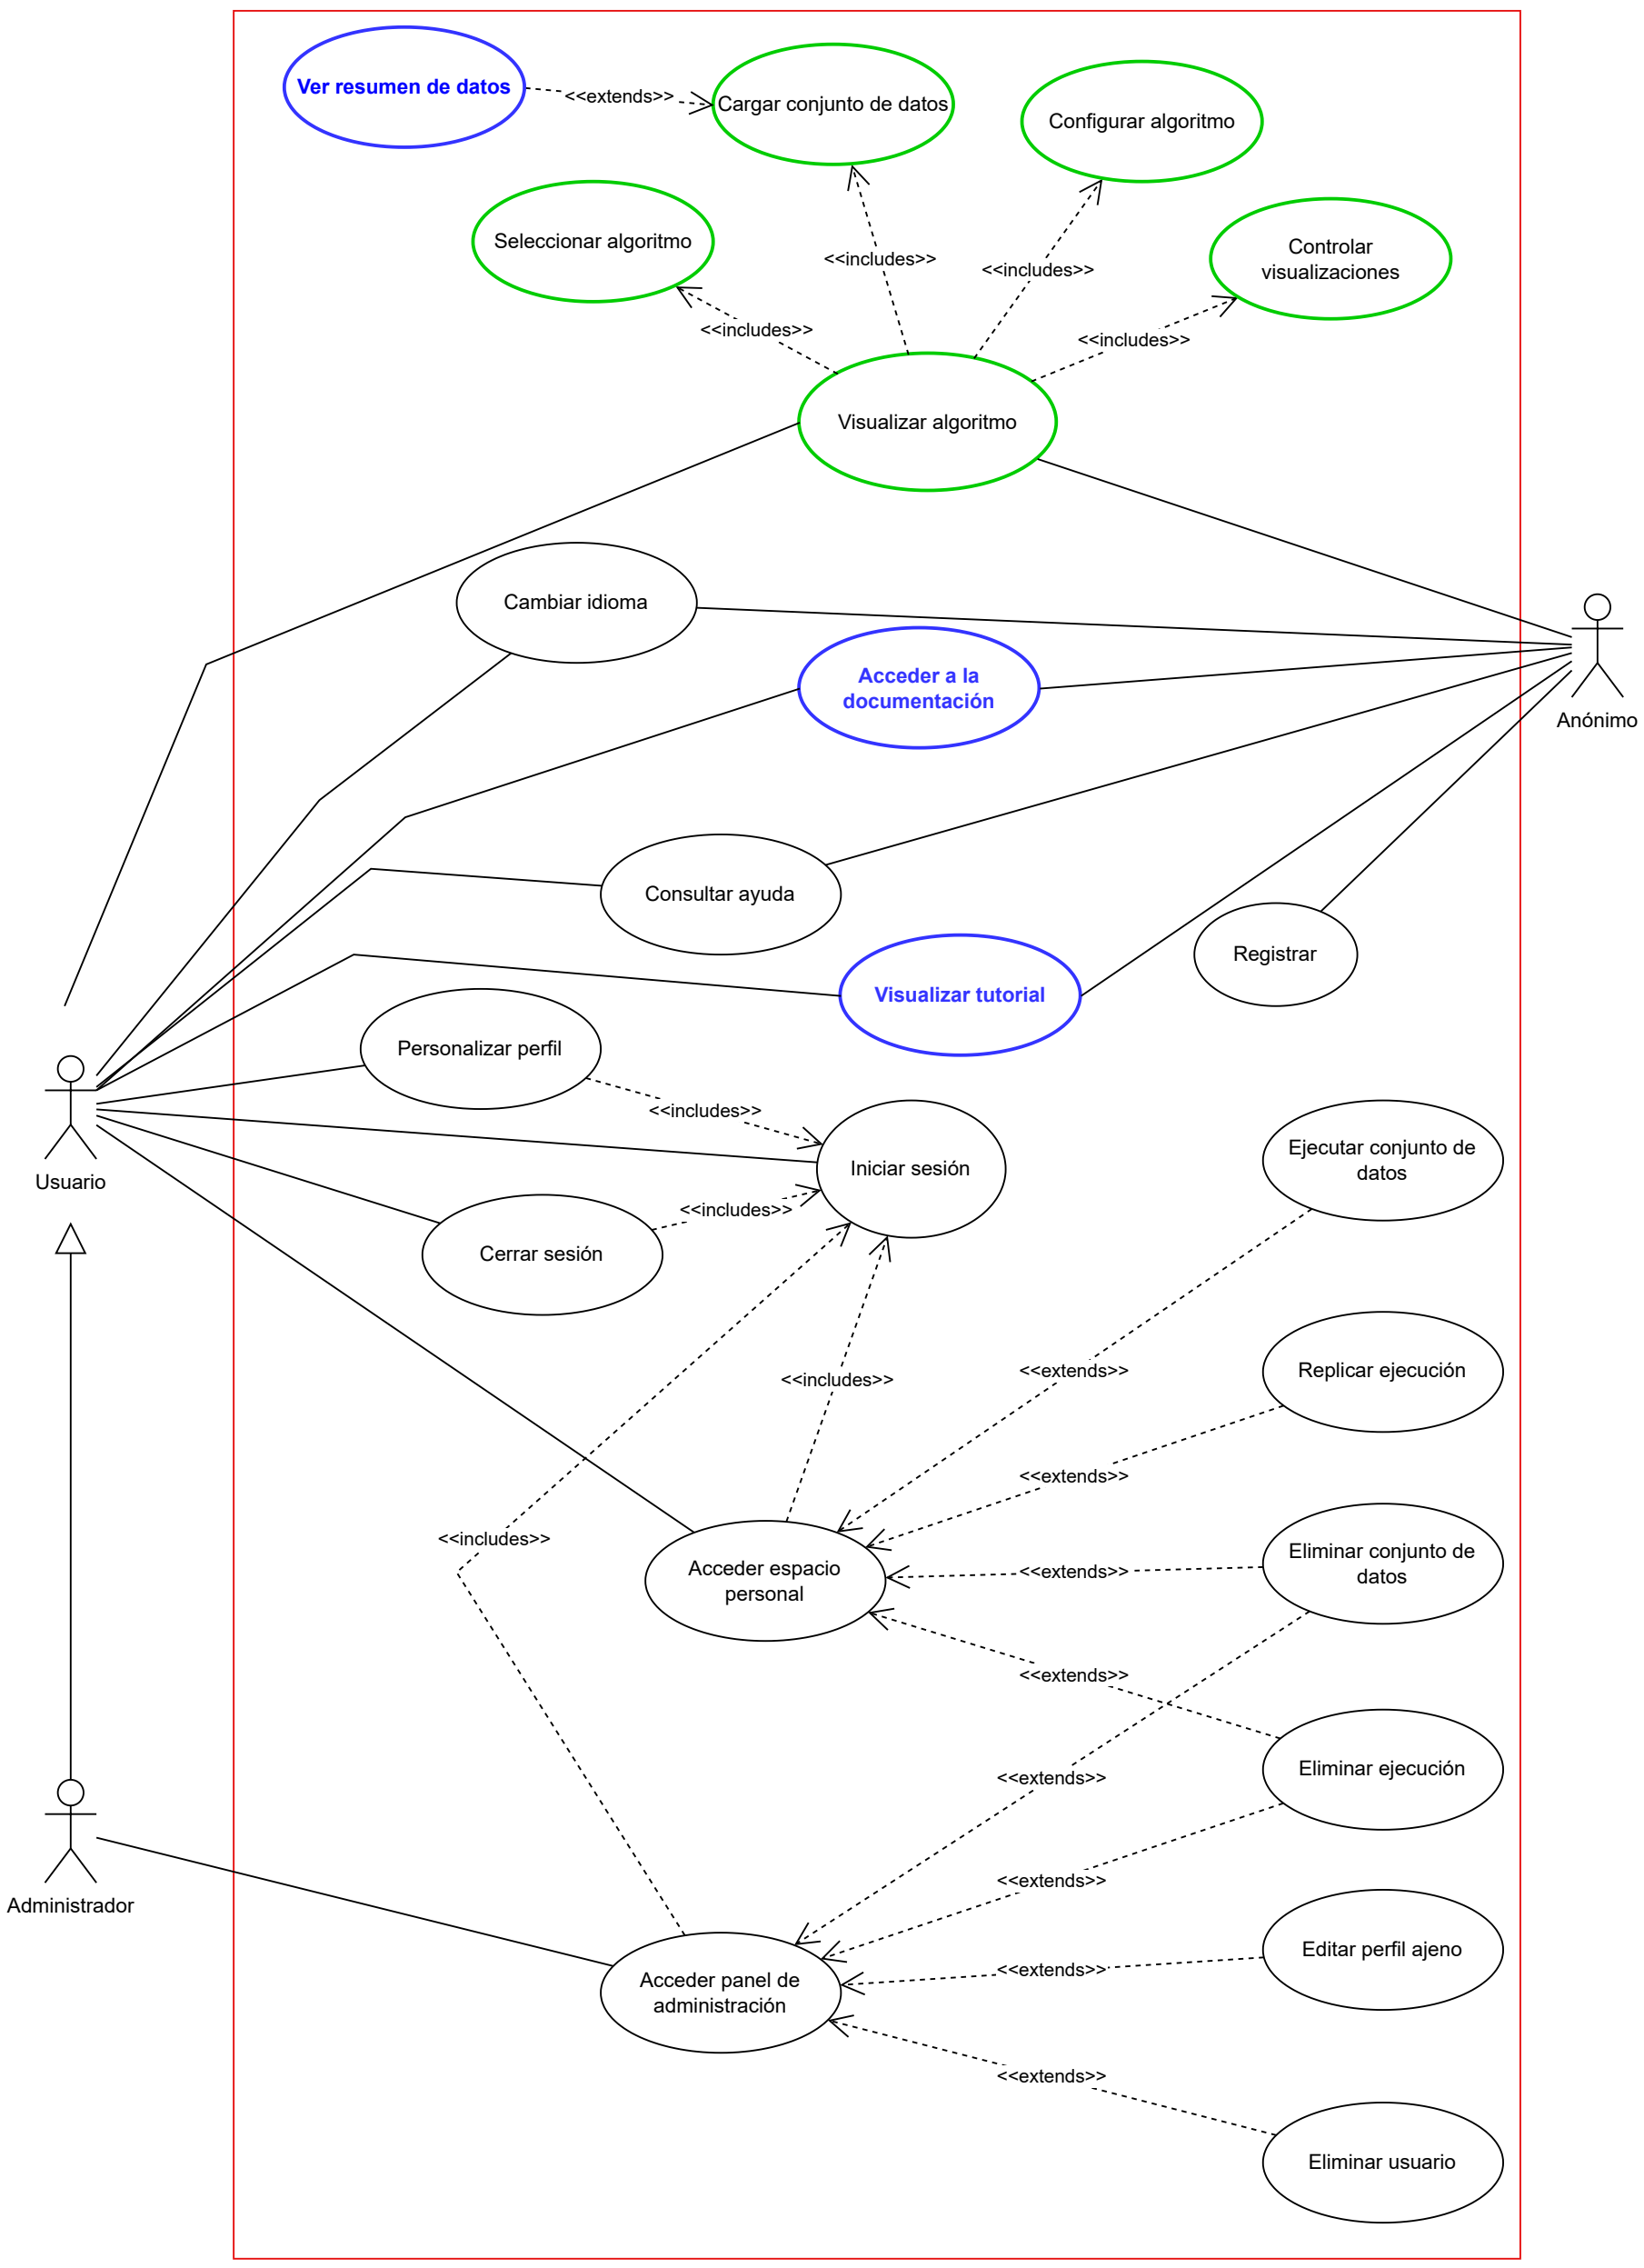 Ver resumen de datos
<<extends>>
Cargar conjunto de datos
Configurar algoritmo
Seleccionar algoritmo
Controlar
visualizaciones
<<includes>>
<<includes>>
<<includes>>
<<includes>>
Visualizar algoritmo
Cambiar idioma
Acceder a la
documentación
Anónimo
Consultar ayuda
Registrar
Visualizar tutorial
Personalizar perfil
<<includes>>
Ejecutar conjunto de
datos
Iniciar sesión
Usuario
<<includes>>
Cerrar sesión
<<extends>>
Replicar ejecución
<<includes>>
<<extends>>
<<includes>>
Eliminar conjunto de
datos
Acceder espacio
personal
<<extends>>
<<extends>>
Eliminar ejecución
<<extends>>
<<extends>>
Administrador
Editar perfil ajeno
<<extends>>
Acceder panel de
administración
<<extends>>
Eliminar usuario